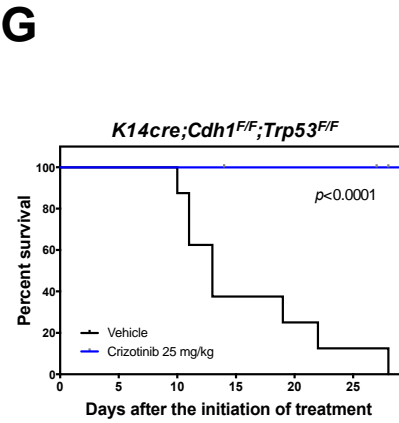 G
K14cre;Cdh1F/F;Trp53F/F
100
p<0.0001
80
60
40
20
0
Percent survival
Vehicle
Crizotinib 25 mg/kg
0 5 10 15 20 25
Days after the initiation of treatment